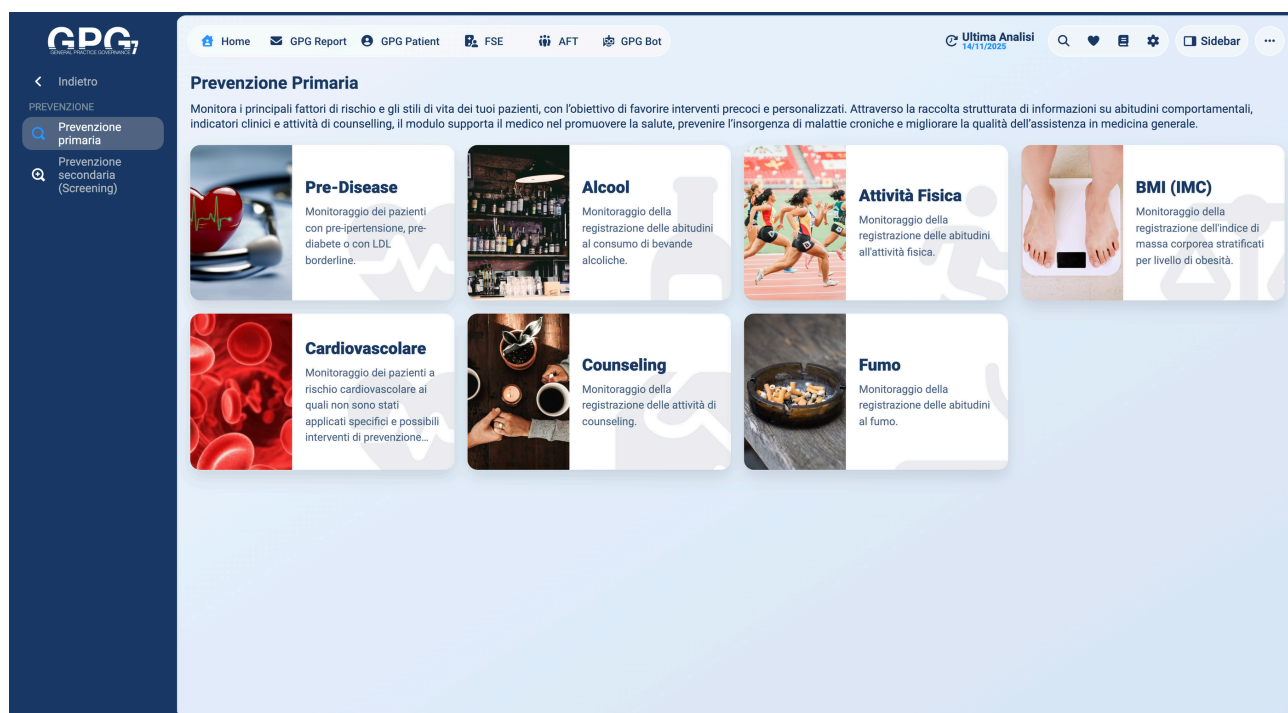 GPG7
GENERAL PRACTICE GOVERNANCE
Home
GPG Report
GPG Patient
FSE
AFT
GPG Bot
Ultima Analisi
14/11/2025
Sidebar
Indietro
PREVENZIONE
Prevenzione
primaria
Prevenzione
secondaria
(Screening)
Prevenzione Primaria
Monitora i principali fattori di rischio e gli stili di vita dei tuoi pazienti, con l'obiettivo di favorire interventi precoci e personalizzati. Attraverso la raccolta strutturata di informazioni su abitudini comportamentali,
indicatori clinici e attività di counselling, il modulo supporta il medico nel promuovere la salute, prevenire l'insorgenza di malattie croniche e migliorare la qualità dell'assistenza in medicina generale.
Pre-Disease
Monitoraggio dei pazienti
con pre-ipertensione, pre-
diabete o con LDL
borderline.
Alcool
Monitoraggio della
registrazione delle abitudini
al consumo di bevande
alcoliche.
Attività Fisica
Monitoraggio della
registrazione delle abitudini
all'attività fisica.
BMI (IMC)
Monitoraggio della
registrazione dell'indice di
massa corporea stratificati
per livello di obesità.
Cardiovascolare
Monitoraggio dei pazienti a
rischio cardiovascolare ai
quali non sono stati
applicati specifici e possibili
interventi di prevenzione...
Counseling
Monitoraggio della
registrazione delle attività di
counseling.
Fumo
Monitoraggio della
registrazione delle abitudini
al fumo.